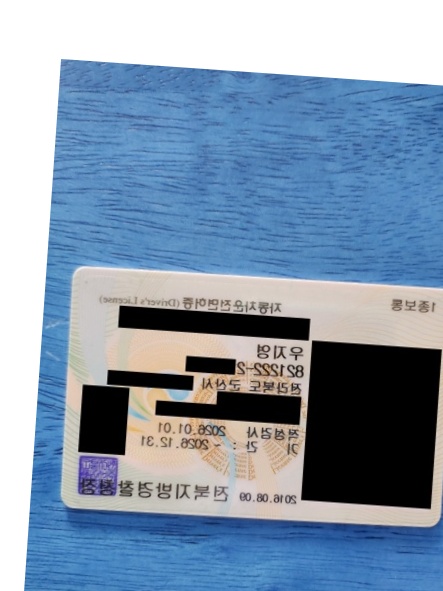 1종보통
자동차운전면허증 (Driver's License)
우지영
821222-2
전라북도
군산시
적성검사 2026.01.01
기 간 : ~ 2026.12.31
2016.08.09
전북지방경찰청장